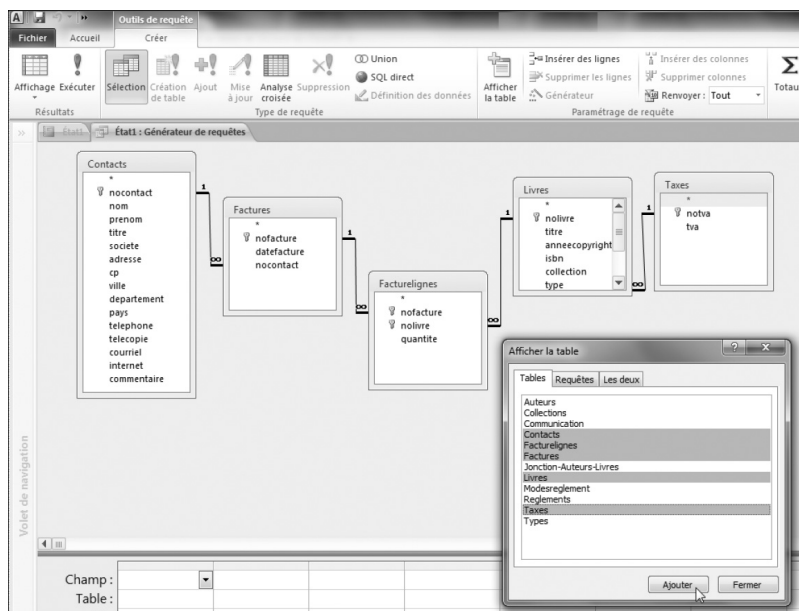 Outils de requête
Fichier
Accueil
Créer
Affichage
Exécuter
Sélection
Création de table
Ajout
Mise à jour
Analyse croisée
Suppression
Union
SQL direct
Définition des données
Afficher la table
Insérer des lignes
Supprimer les lignes
Générateur
Insérer des colonnes
Supprimer colonnes
Renvoyer : Tout
Σ
Totau
Résultats
Type de requête
Paramétrage de requête
État1
État1 : Générateur de requêtes
Volet de navigation
Contacts
*
nocontact
nom
prenom
titre
societe
adresse
cp
ville
departement
pays
telephone
telecopie
courriel
internet
commentaire
1
∞
Factures
*
nofacture
datefacture
nocontact
1
∞
Facturelignes
*
nofacture
nolivre
quantite
1
∞
Livres
*
nolivre
titre
anneecopyright
isbn
collection
type
1
∞
Taxes
*
notva
tva
Afficher la table
Tables
Requêtes
Les deux
Auteurs
Collections
Communication
Contacts
Facturelignes
Factures
Jonction-Auteurs-Livres
Livres
Modesreglement
Reglements
Taxes
Types
Ajouter
Fermer
Champ :
Table :